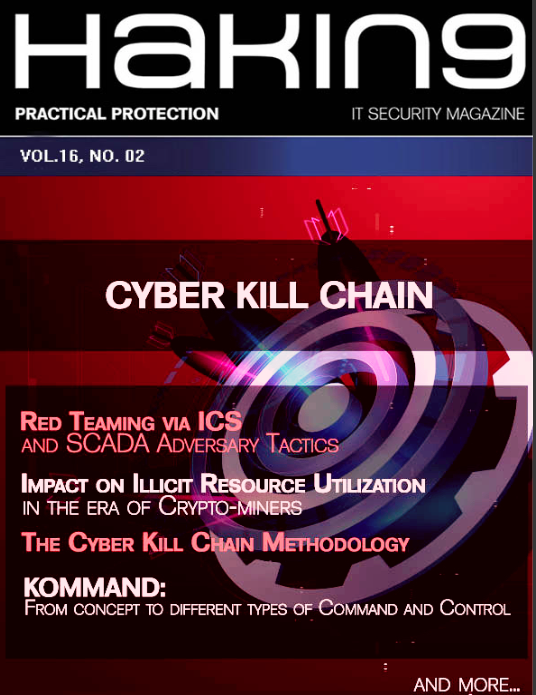 HAKIN9
PRACTICAL PROTECTION IT SECURITY MAGAZINE
VOL.16, NO. 02
CYBER KILL CHAIN
RED TEAMING VIA ICS
AND SCADA ADVERSARY TACTICS
IMPACT ON ILLICIT RESOURCE UTILIZATION
IN THE ERA OF CRYPTO-MINERS
THE CYBER KILL CHAIN METHODOLOGY
KOMMAND:
FROM CONCEPT TO DIFFERENT TYPES OF COMMAND AND CONTROL
AND MORE...